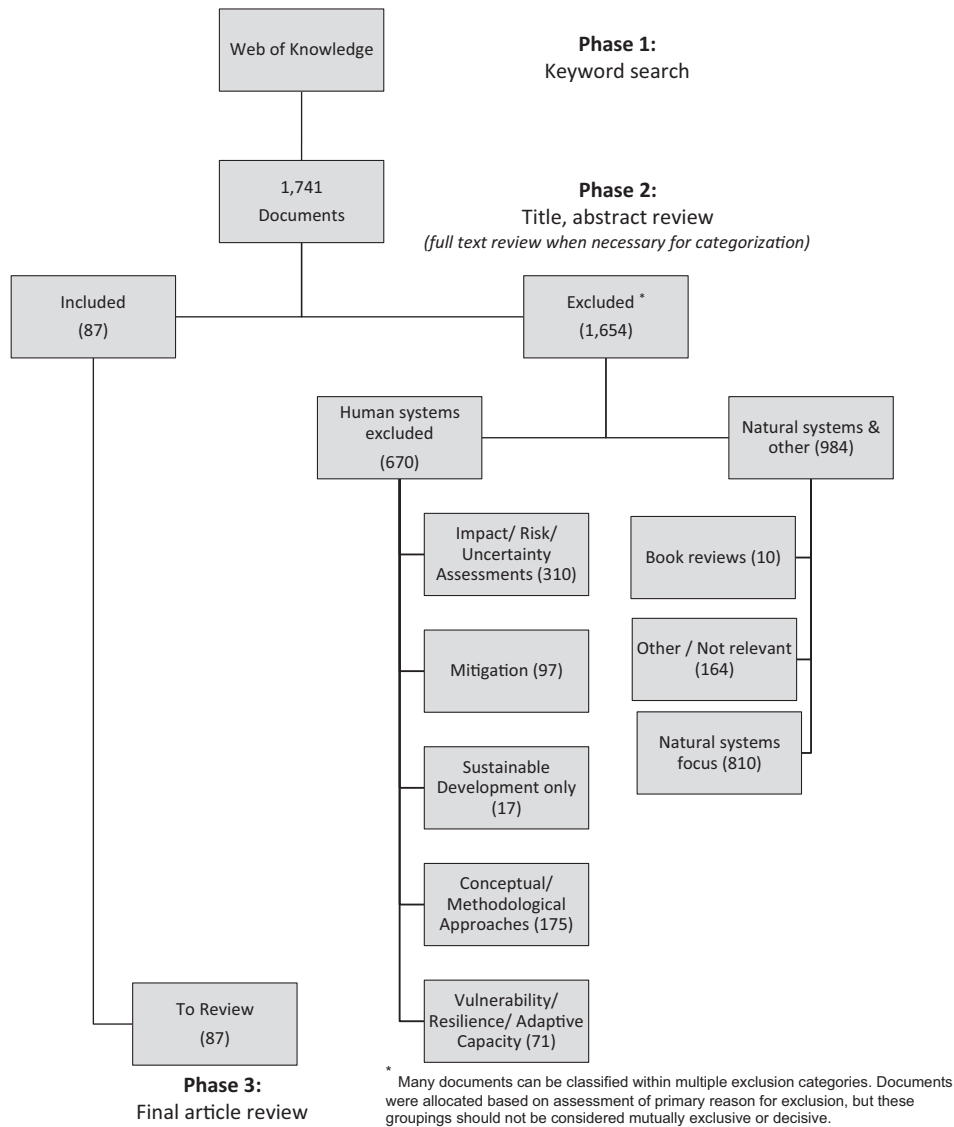 Web of Knowledge
Phase 1:
Keyword search
1,741
Documents
Phase 2:
Title, abstract review
(full text review when necessary for categorization)
Included
(87)
Excluded *
(1,654)
Human systems
excluded
(670)
Natural systems &
other (984)
Impact/ Risk/
Uncertainty
Assessments (310)
Mitigation (97)
Sustainable
Development only
(17)
Conceptual/
Methodological
Approaches (175)
Vulnerability/
Resilience/ Adaptive
Capacity (71)
Book reviews (10)
Other / Not relevant
(164)
Natural systems
focus (810)
To Review
(87)
Phase 3:
Final article review
* Many documents can be classified within multiple exclusion categories. Documents
were allocated based on assessment of primary reason for exclusion, but these
groupings should not be considered mutually exclusive or decisive.